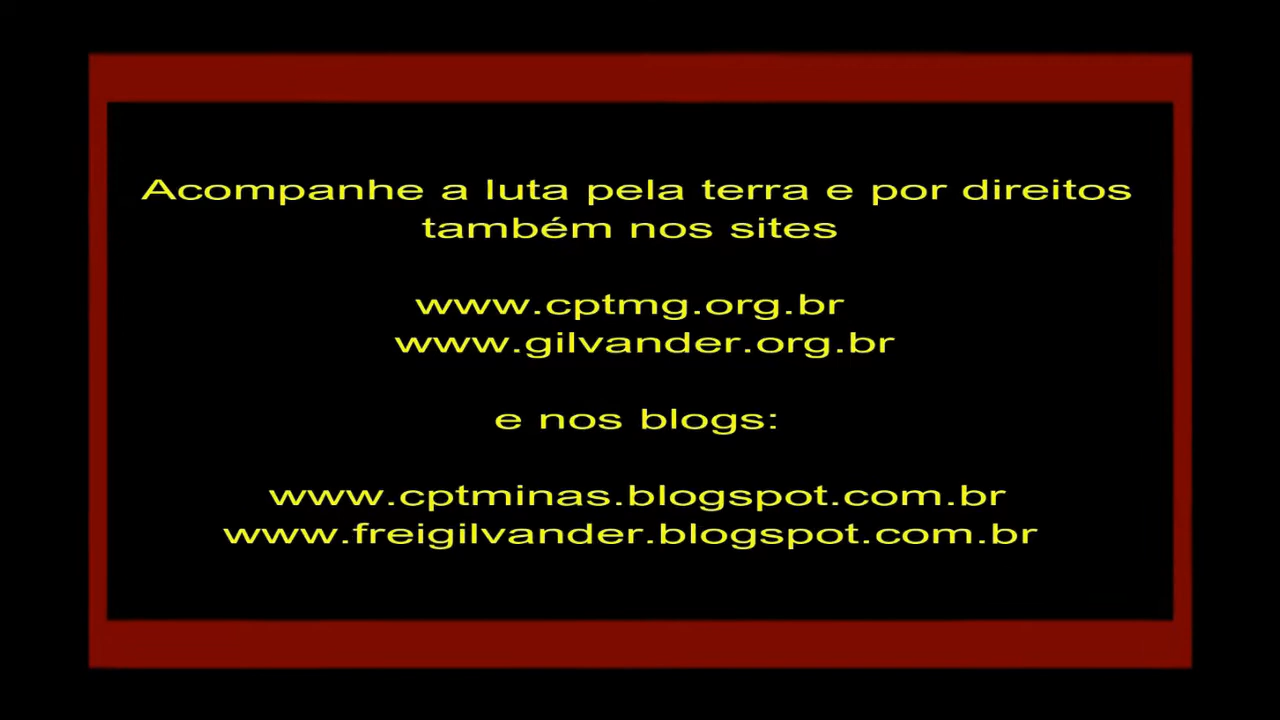 Acompanhe a luta pela terra e por direitos
também nos sites
www.cptmg.org.br
www.gilvander.org.br
e nos blogs:
www.cptminas.blogspot.com.br
www.freigilvander.blogspot.com.br